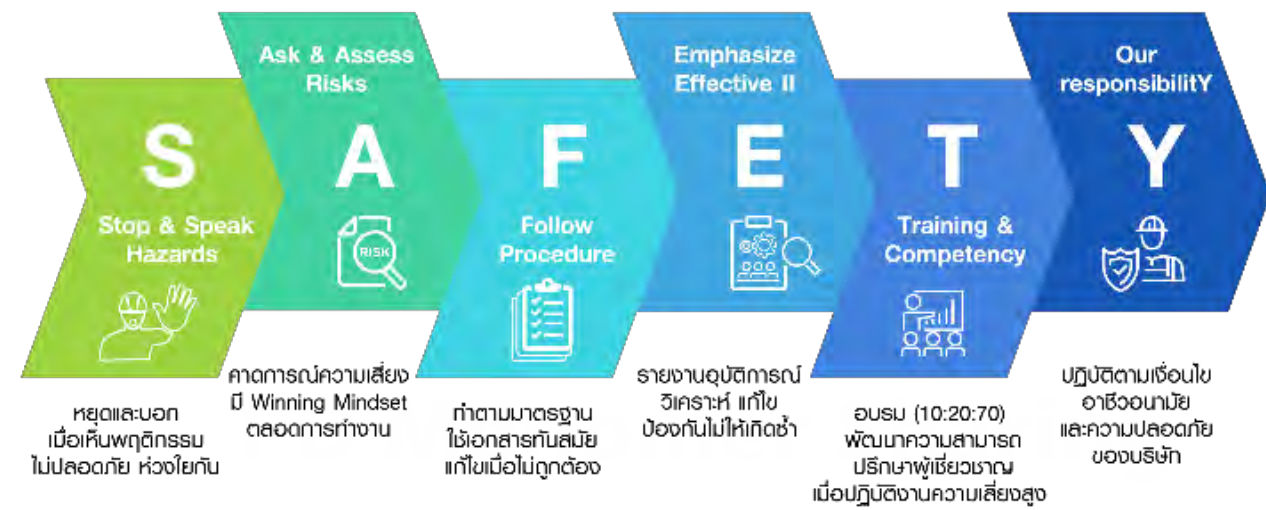 S
Stop & Speak
Hazards
หยุดและบอก
เมื่อเห็นพฤติกรรม
ไม่ปลอดภัย ห่วงใยกัน
Ask & Assess
Risks
A
RISK
คาดการณ์ความเสี่ยง
มี Winning Mindset
ตลอดการทำงาน
F
Follow
Procedure
ทำตามมาตรฐาน
ใช้เอกสารทันสมัย
แก้ไขเมื่อไม่ถูกต้อง
Emphasize
Effective II
E
รายงานอุบัติการณ์
วิเคราะห์ แก้ไข
ป้องกันไม่ให้เกิดซ้ำ
T
Training &
Competency
อบรม (10:20:70)
พัฒนาความสามารถ
ปรึกษาผู้เชี่ยวชาญ
เมื่อปฏิบัติงานความเสี่ยงสูง
Our
responsibilitY
Y
ปฏิบัติตามเงื่อนไข
อาชีวอนามัย
และความปลอดภัย
ของบริษัท